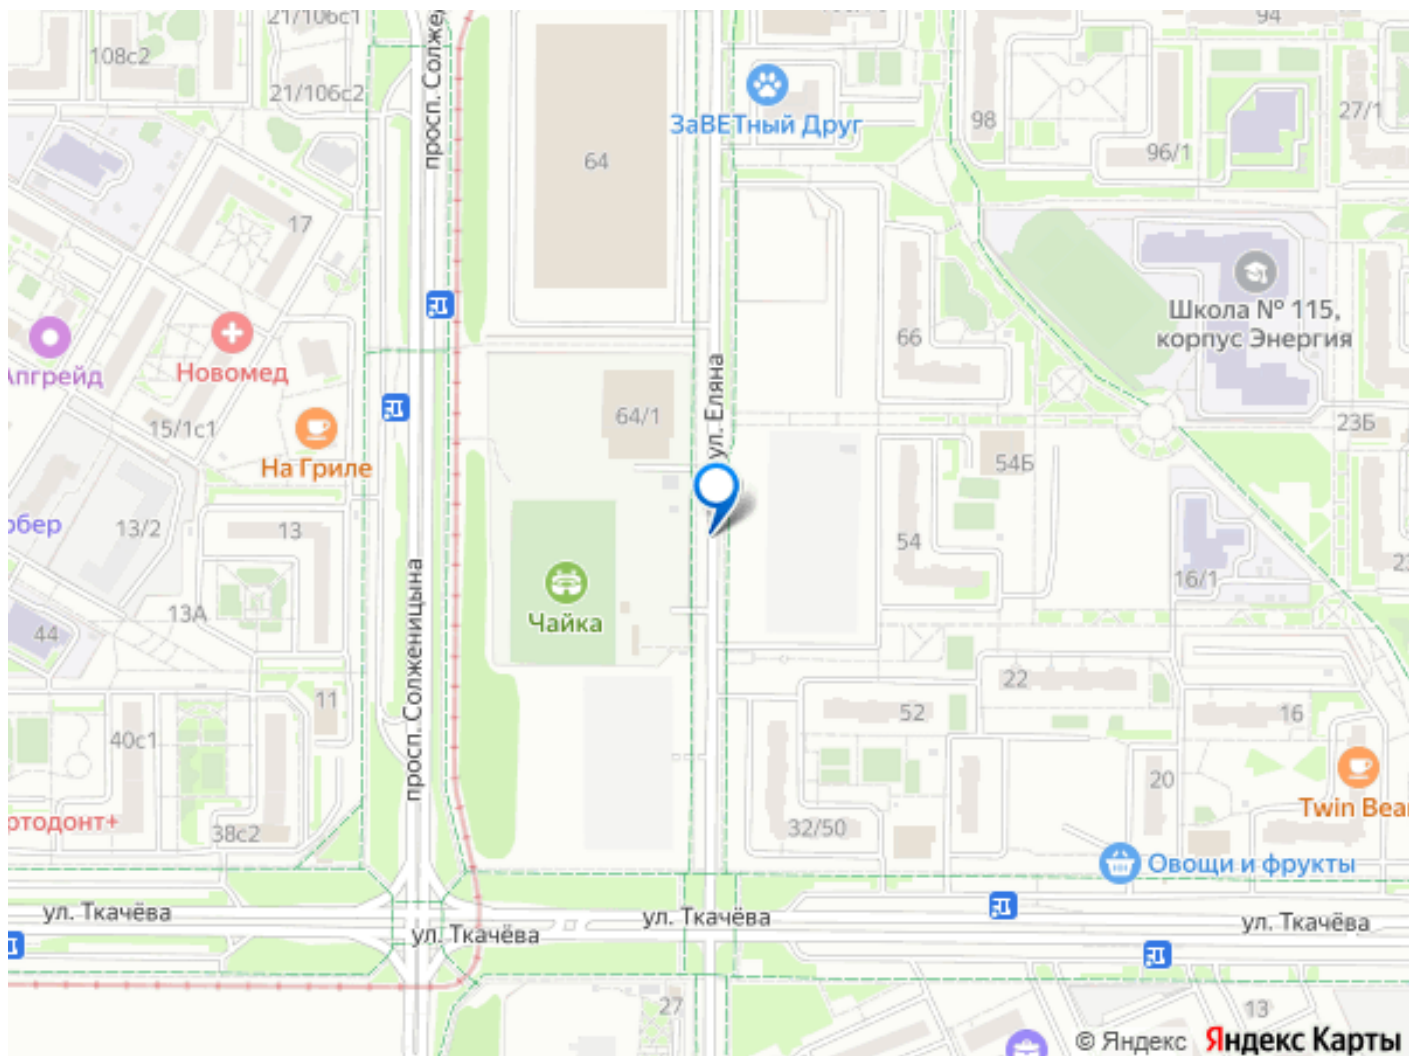 21/106с1
94
108с2
21/106с2
просп. Солже
ЗаВЕТный Друг
98
27/1
96/1
64
17
Школа № 115,
корпус Энергия
66
Новомед
Апгрейд
ул. Еляна
64/1
15/1с1
23Б
На Гриле
54Б
13/2
13
54
16/1
просп. Солженицына
13А
Чайка
44
22
11
52
16
40с1
20
Twin Bea
ртодонт+
38с2
32/50
Овощи и фрукты
ул. Ткачёва
ул. Ткачёва
ул. Ткачёва
ул. Ткачёва
27
13
© Яндекс Яндекс Карты